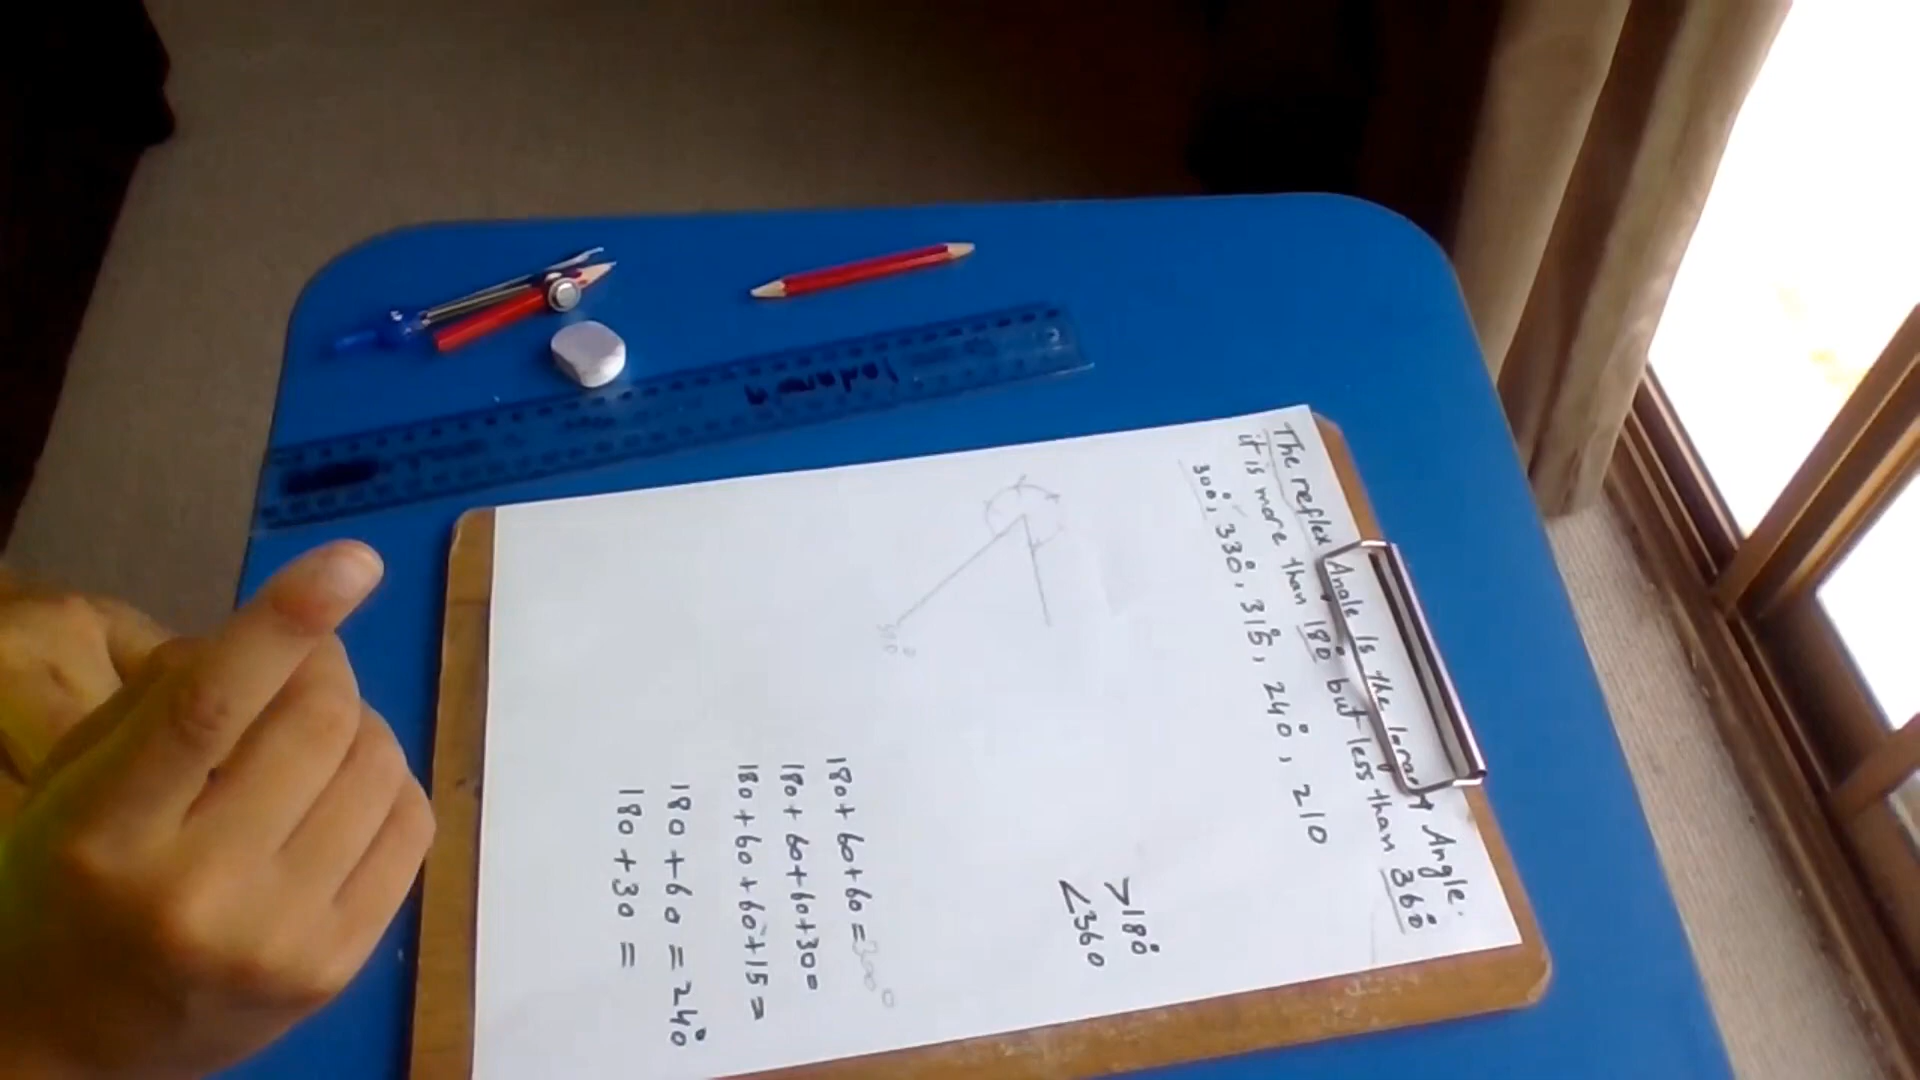 The reflex Angle is the largest Angle.
it is more than 180° but less than 360°
300°, 330°, 315°, 240°, 210
>180°
<360
300°
180 + 60 + 60 = 300°
180 + 60 + 60 + 30 0
180 + 60 + 60 + 15 =
180 + 60 = 240°
180 + 30 =